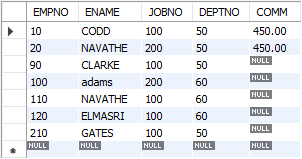 EMPNO ENAME JOBNO DEPTNO COMM
10 CODD 100 50 450.00
20 NAVATHE 200 50 450.00
90 CLARKE 100 50 NULL
100 adams 200 60 NULL
110 NAVATHE 100 60 NULL
120 ELMASRI 100 60 NULL
210 GATES 100 50 NULL
NULL NULL NULL NULL NULL